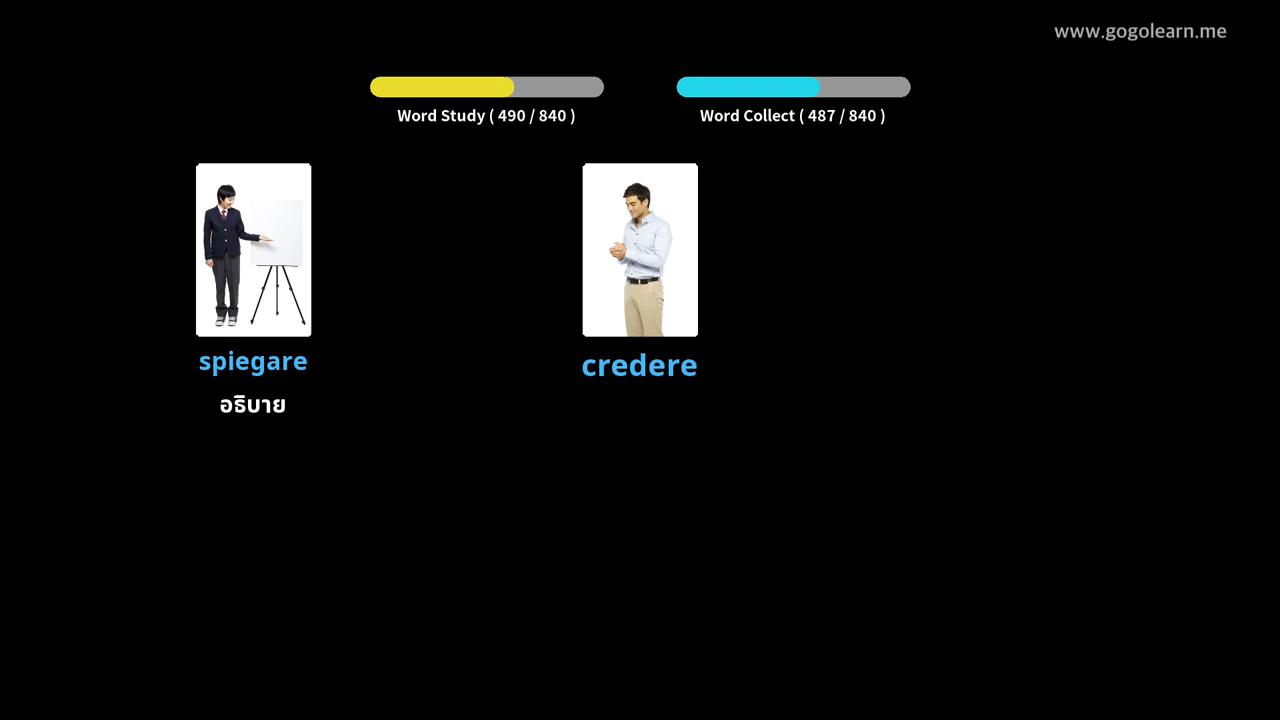 www.gogolearn.me
Word Study ( 490 / 840 )
Word Collect ( 487 / 840 )
spiegare
อธิบาย
credere